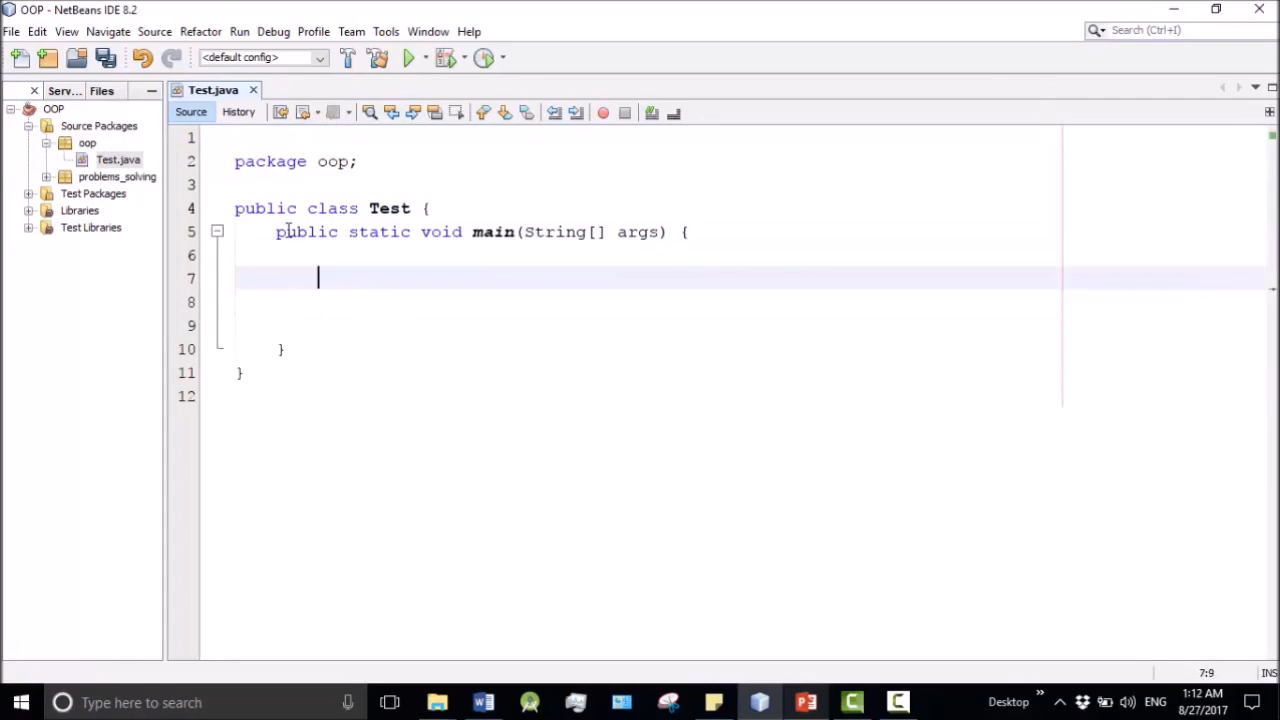 OOP - NetBeans IDE 8.2
File Edit View Navigate Source Refactor Run Debug Profile Team Tools Window Help
Search (Ctrl+I)
<default config>
Serv... Files
Test.java
OOP
Source Packages
oop
Test.java
problems_solving
Test Packages
Libraries
Test Libraries
Source History
1
2 package oop;
3
4 public class Test {
5 public static void main(String[] args) {
6
7
8
9
10 }
11 }
12
7:9 INS
Type here to search
Desktop
ENG
1:12 AM
8/27/2017